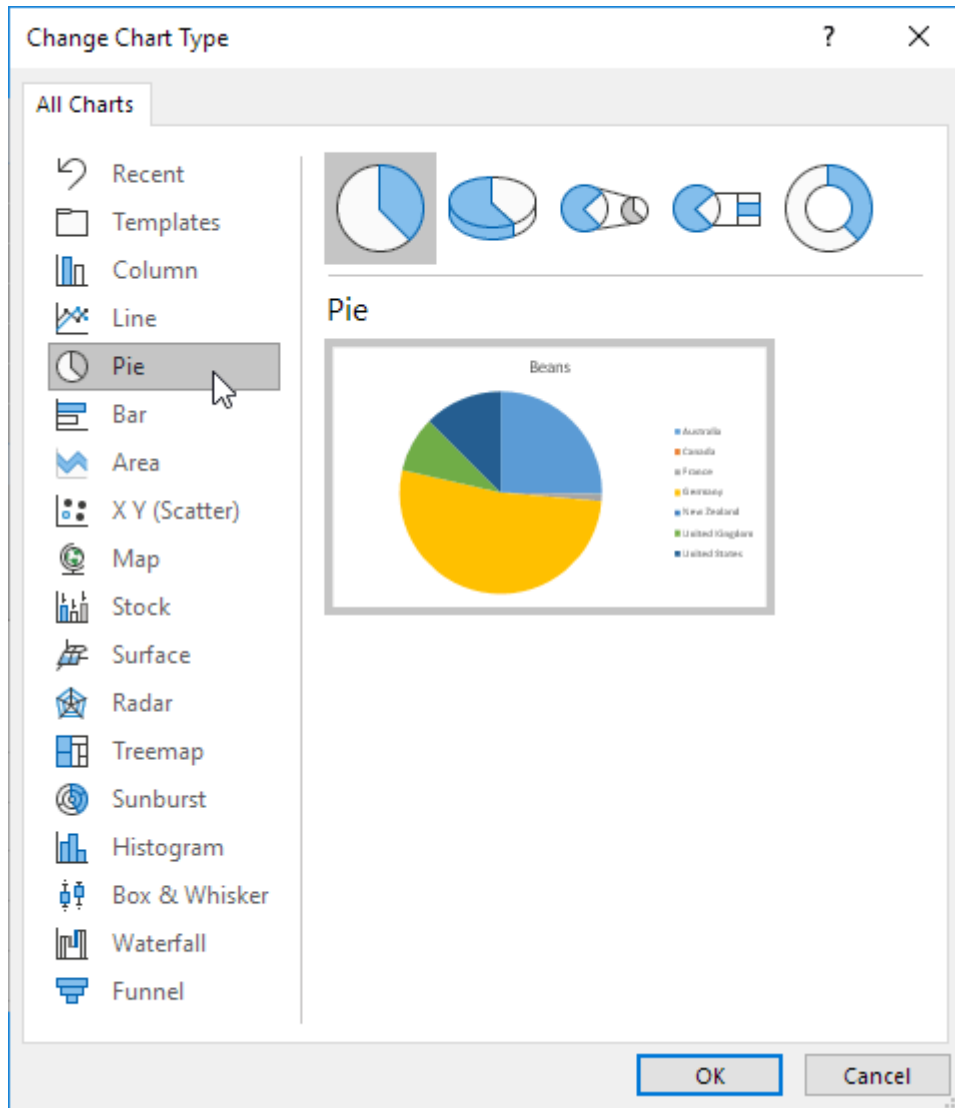 Change Chart Type
?
All Charts
Recent
Templates
Column
Line
Pie
Bar
Area
X Y (Scatter)
Map
Stock
Surface
Radar
Treemap
Sunburst
Histogram
Box & Whisker
Waterfall
Funnel
Pie
Beans
Australia
Canada
France
Germany
New Zealand
United Kingdom
United States
OK
Cancel